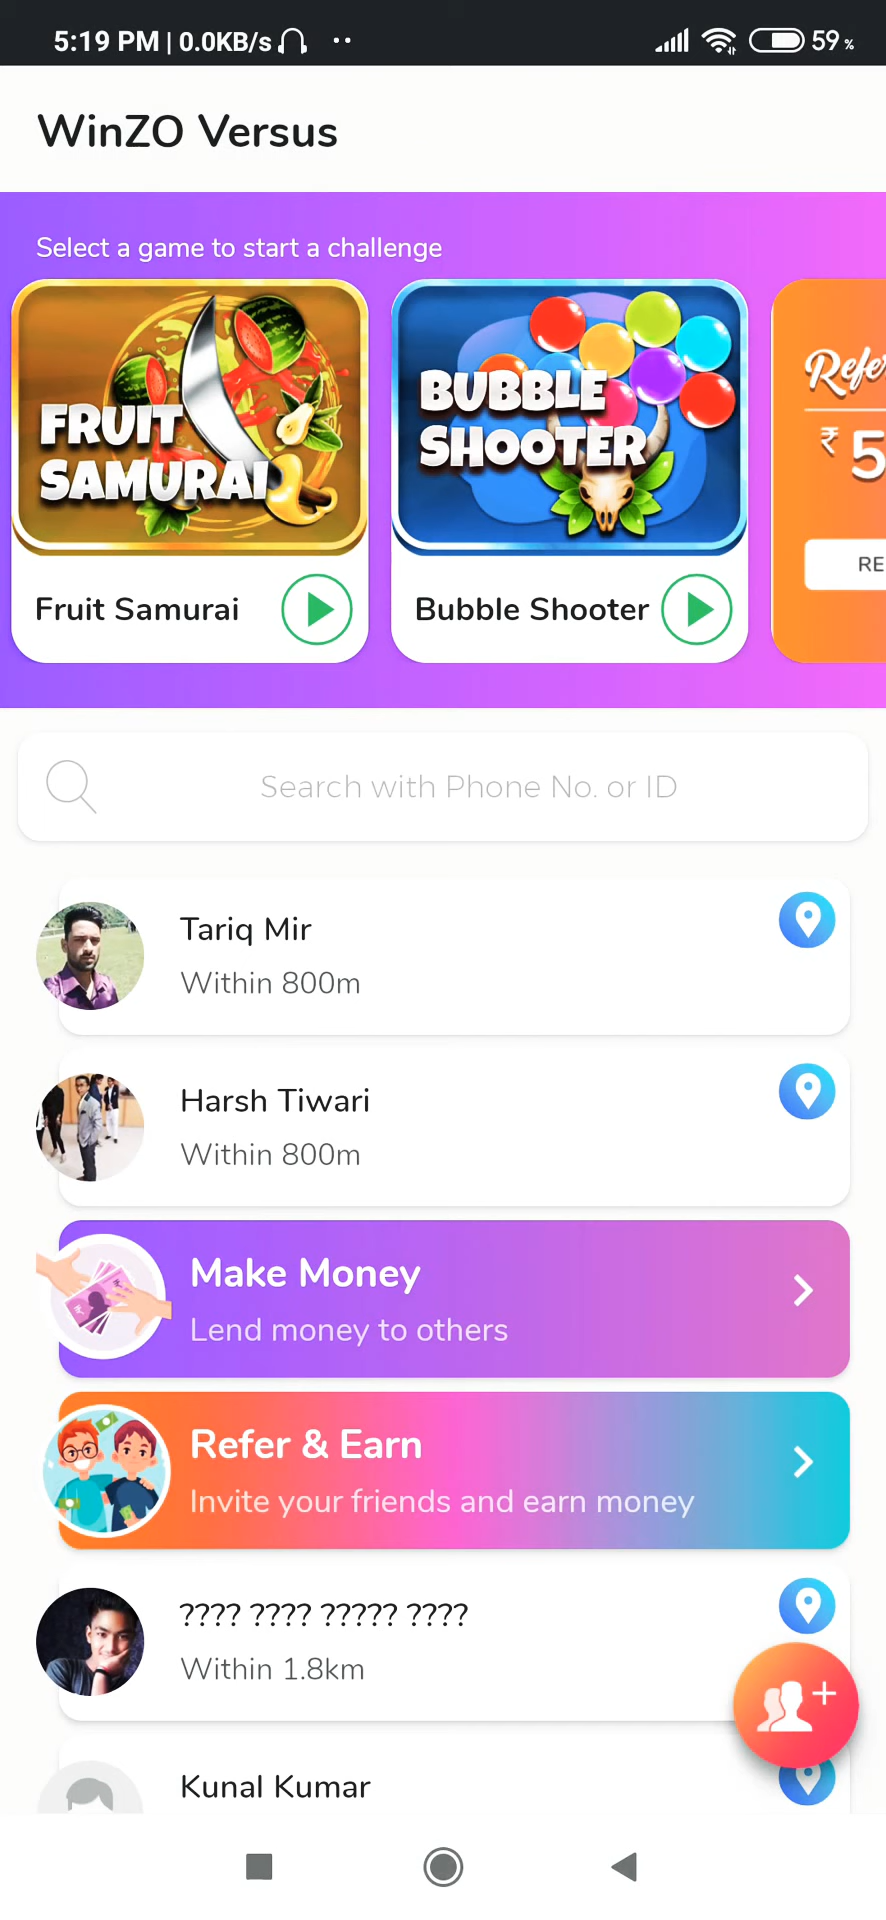 5:19 PM | 0.0KB/s
59 %
WinZO Versus
Select a game to start a challenge
FRUIT
SAMURAI
BUBBLE
SHOOTER
Fruit Samurai
Bubble Shooter
₹ 5
Search with Phone No. or ID
Tariq Mir
Within 800m
Harsh Tiwari
Within 800m
Make Money
Lend money to others
Refer & Earn
Invite your friends and earn money
???? ???? ????? ????
Within 1.8km
Kunal Kumar